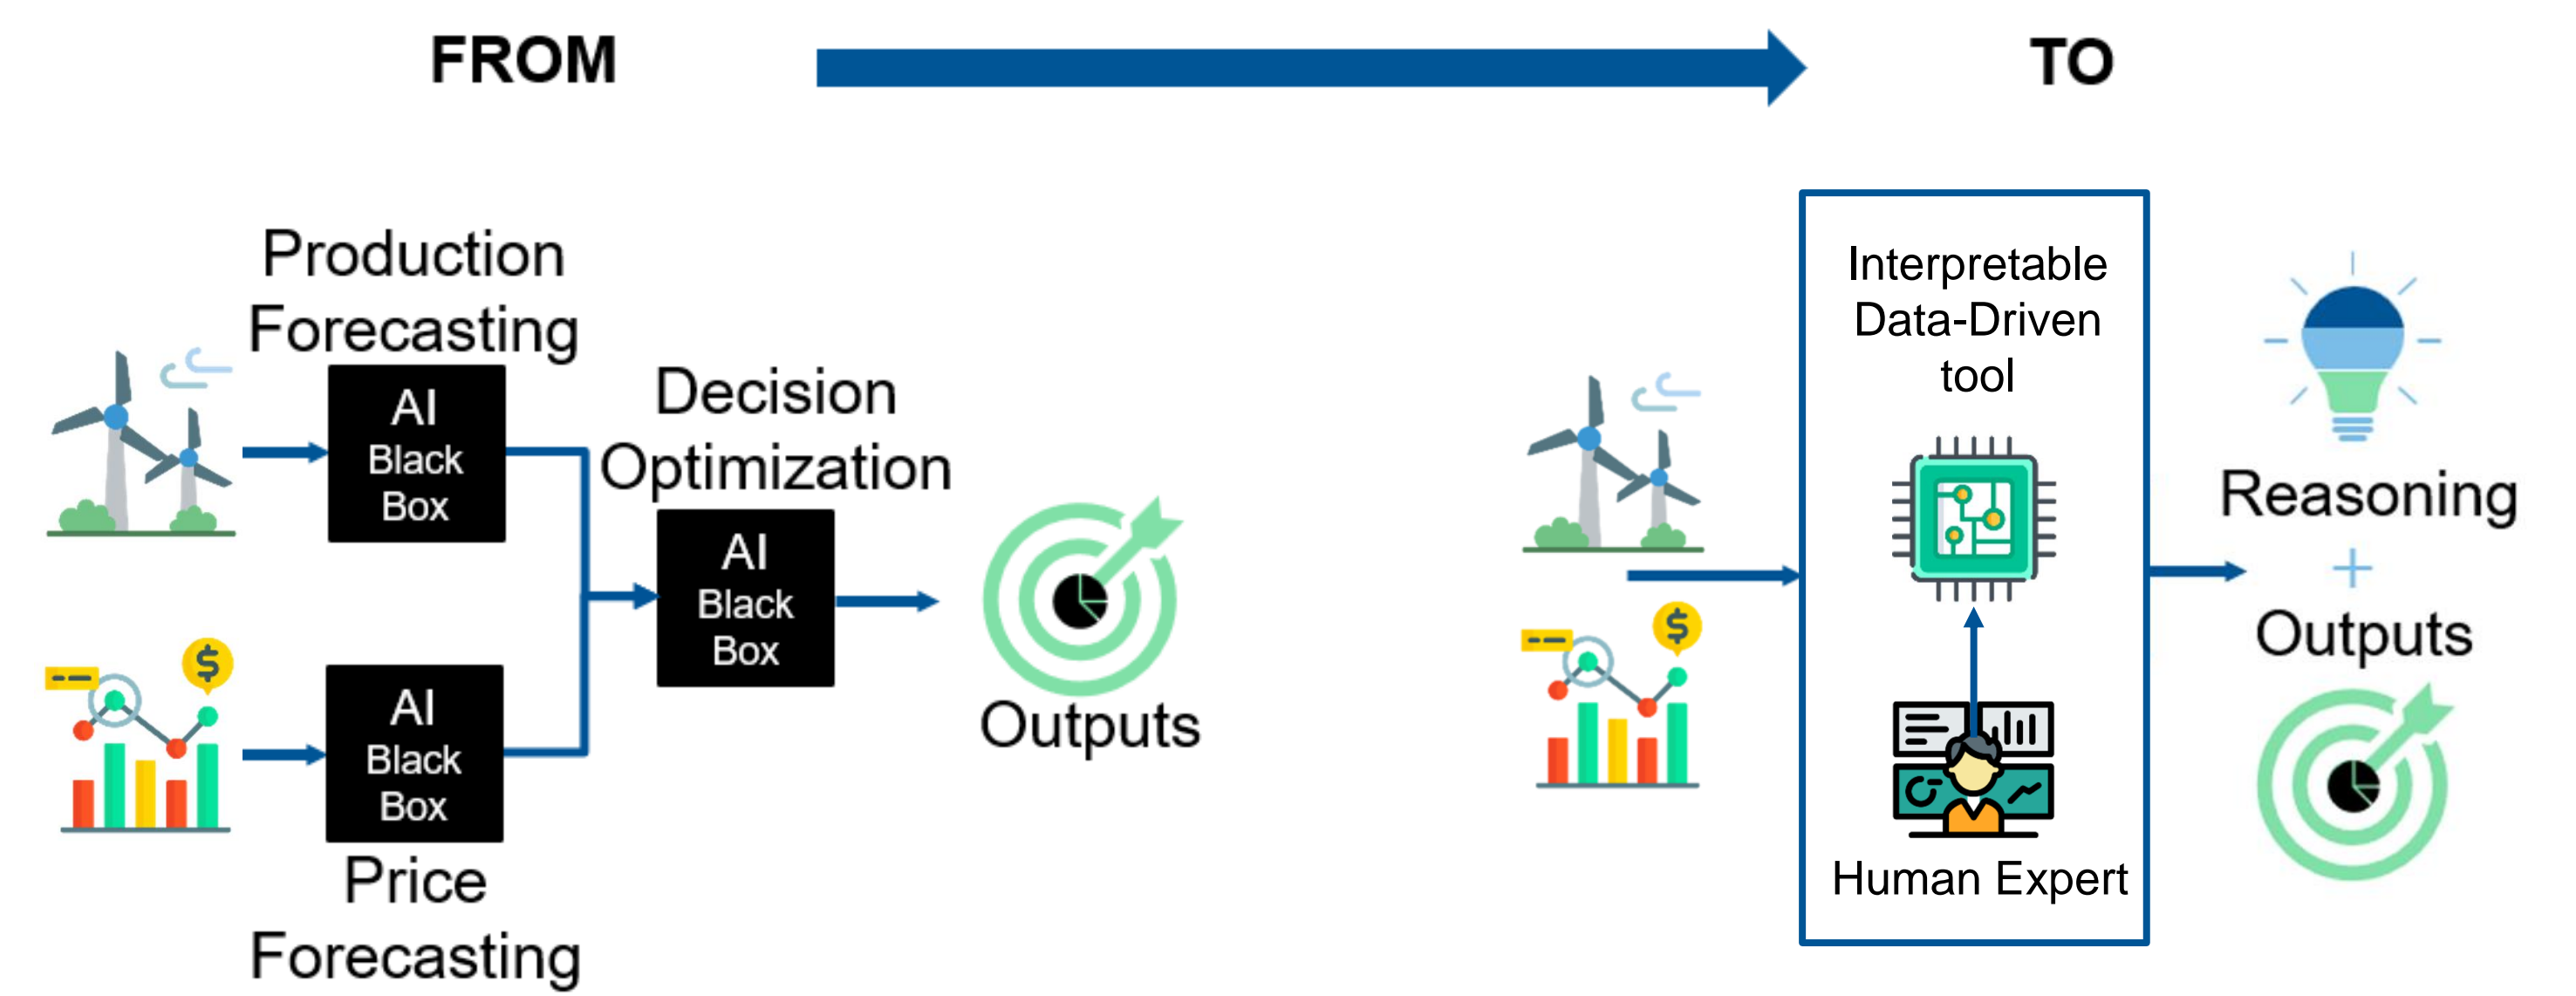 FROM
TO
Production
Forecasting
AI
Black
Box
Decision
Optimization
AI
Black
Box
Outputs
$
AI
Black
Box
Price
Forecasting
Interpretable
Data-Driven
tool
$
Human Expert
Reasoning
+
Outputs